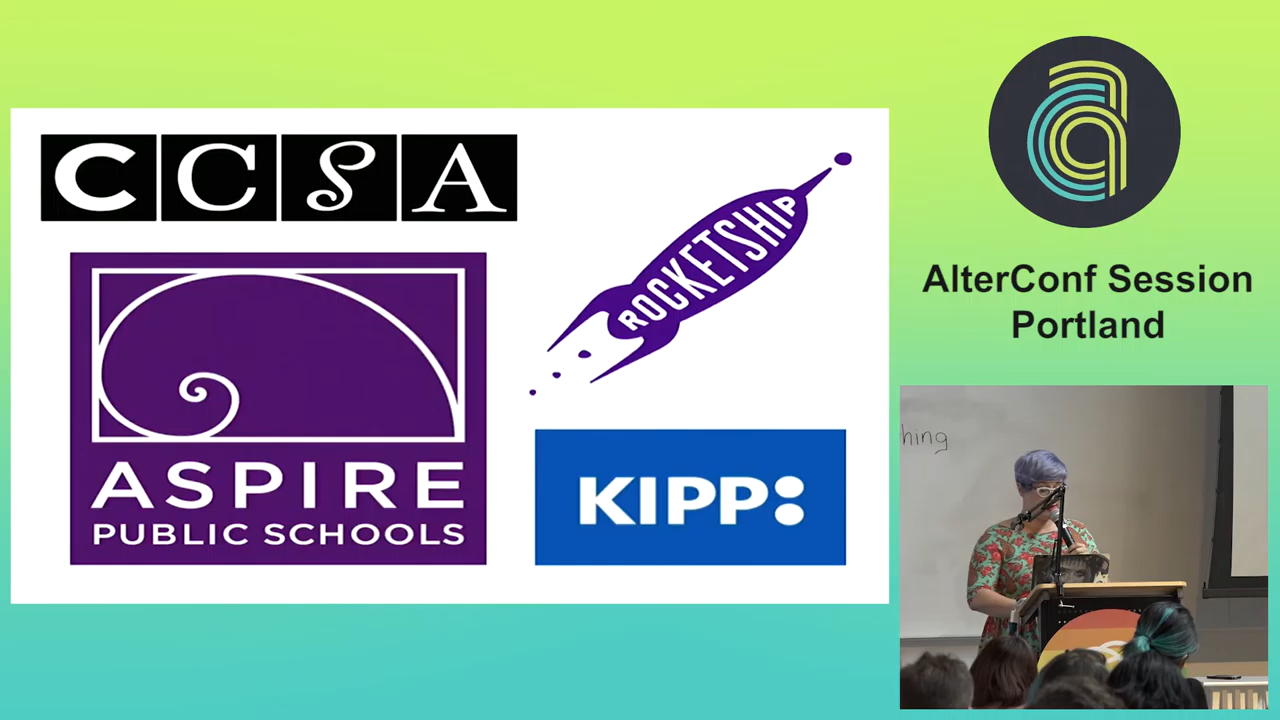 CCSA
ROCKETSHIP
ASPIRE
PUBLIC SCHOOLS
KIPP:
AlterConf Session
Portland
hing